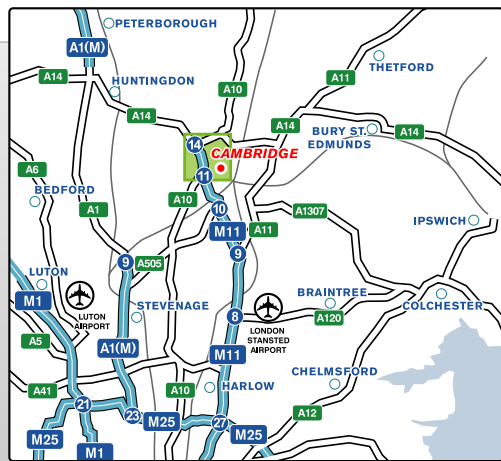 PETERBOROUGH
A1(M)
THETFORD
A14
HUNTINGDON
A10
A11
A14
A14
BURY ST.
EDMUNDS
A14
14
CAMBRIDGE
A6
11
BEDFORD
A10
A1
10
A1307
IPSWICH
M11
A11
9
A505
9
LUTON
M1
LUTON
AIRPORT
STEVENAGE
LONDON
STANSTED
AIRPORT
BRAINTREE
COLCHESTER
8
A120
A5
A1(M)
M11
A41
A10
HARLOW
CHELMSFORD
21
23
A12
M25
M25
27
M25
M1